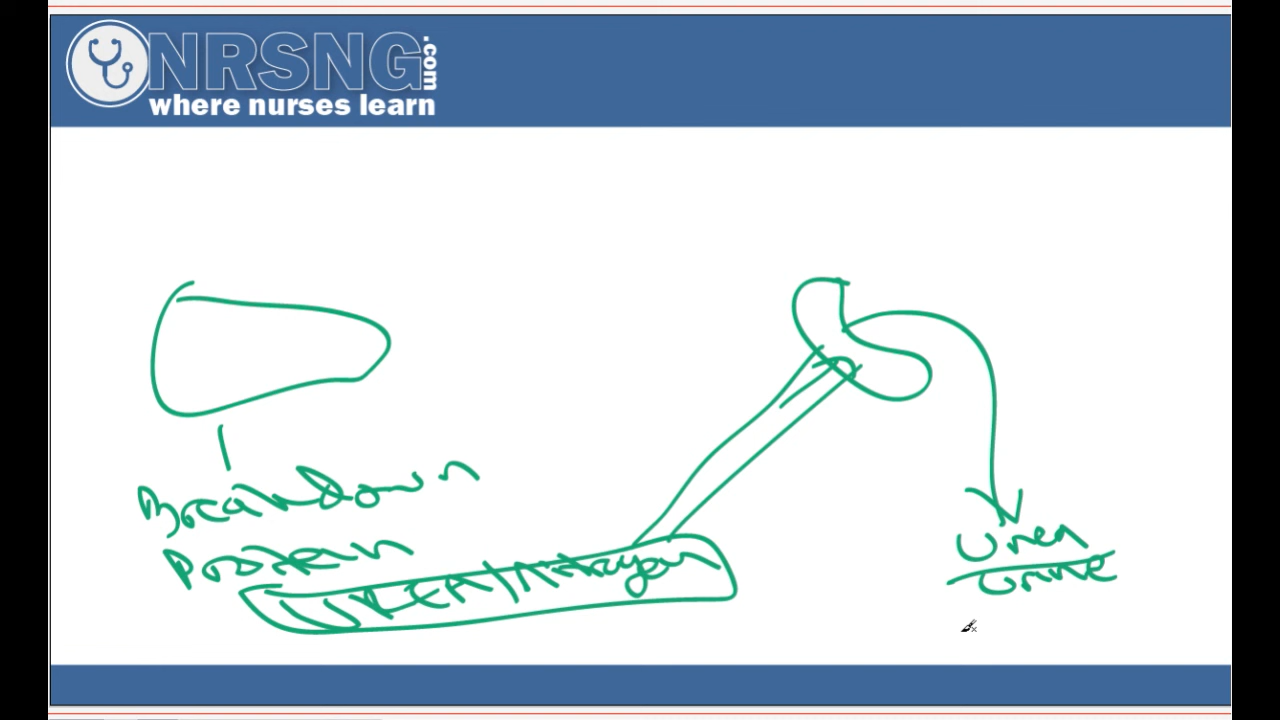 NRSNG.com
where nurses learn
Breakdown
Protein
UREA/Nitrogen
Urea
Urine